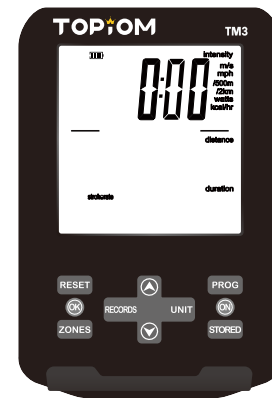 TOPIOM
TM3
intensity
0:00
m/s
mph
/500m
/2km
watts
kcal/hr
distance
duration
strokerate
RESET
PROG
OK
RECORDS
UNIT
ON
ZONES
STORED